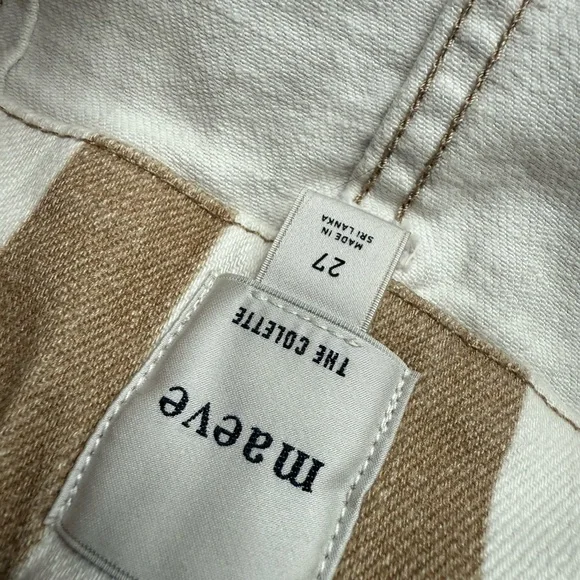 maeve
THE COLETTE
27
MADE IN
SRI LANKA